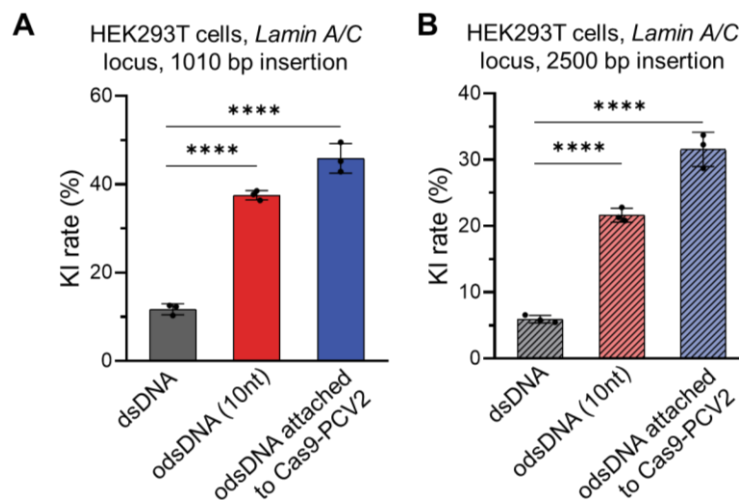 A
HEK293T cells, Lamin A/C
locus, 1010 bp insertion
KI rate (%)
60
40
20
0
****
****
dsDNA
odsDNA (10nt)
odsDNA attached
to Cas9-PCV2
B
HEK293T cells, Lamin A/C
locus, 2500 bp insertion
KI rate (%)
40
30
20
10
0
****
****
dsDNA
odsDNA (10nt)
odsDNA attached
to Cas9-PCV2